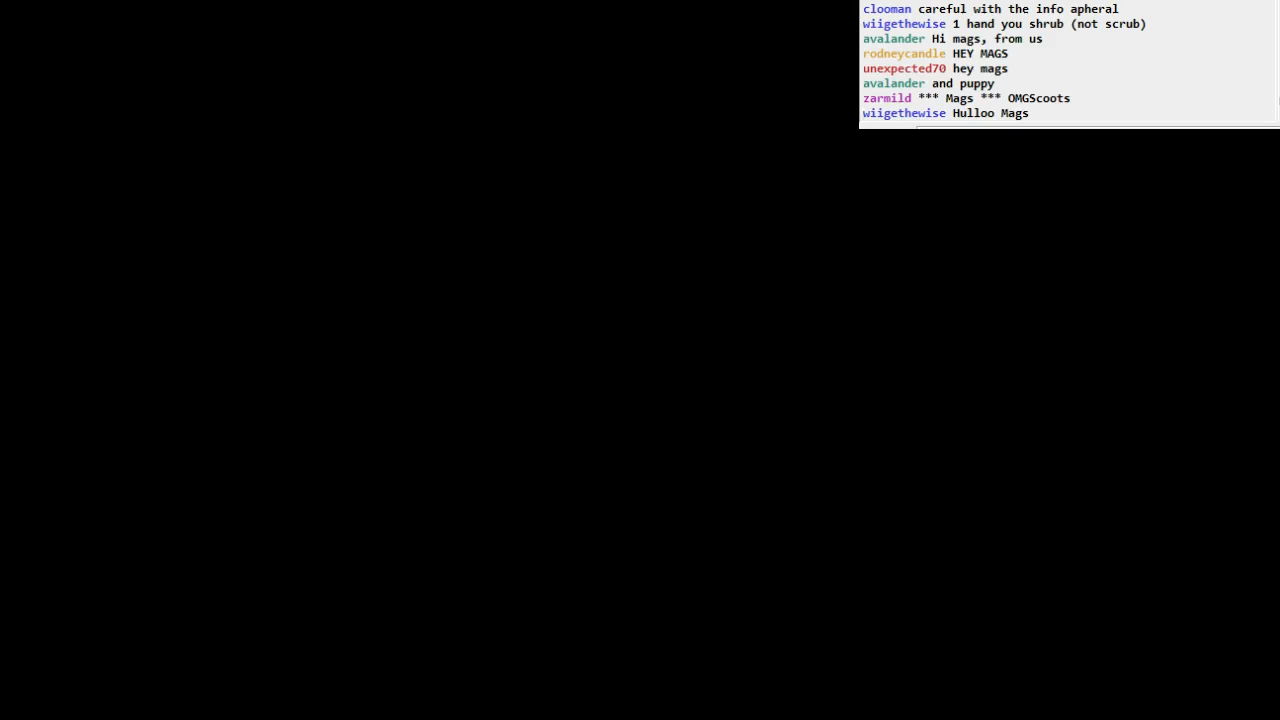 clooman careful with the info apheral
wiigethewise 1 hand you shrub (not scrub)
avalander Hi mags, from us
rodneycandle HEY MAGS
unexpected70 hey mags
avalander and puppy
zarmild *** Mags *** OMGScoots
wiigethewise Hulloo Mags